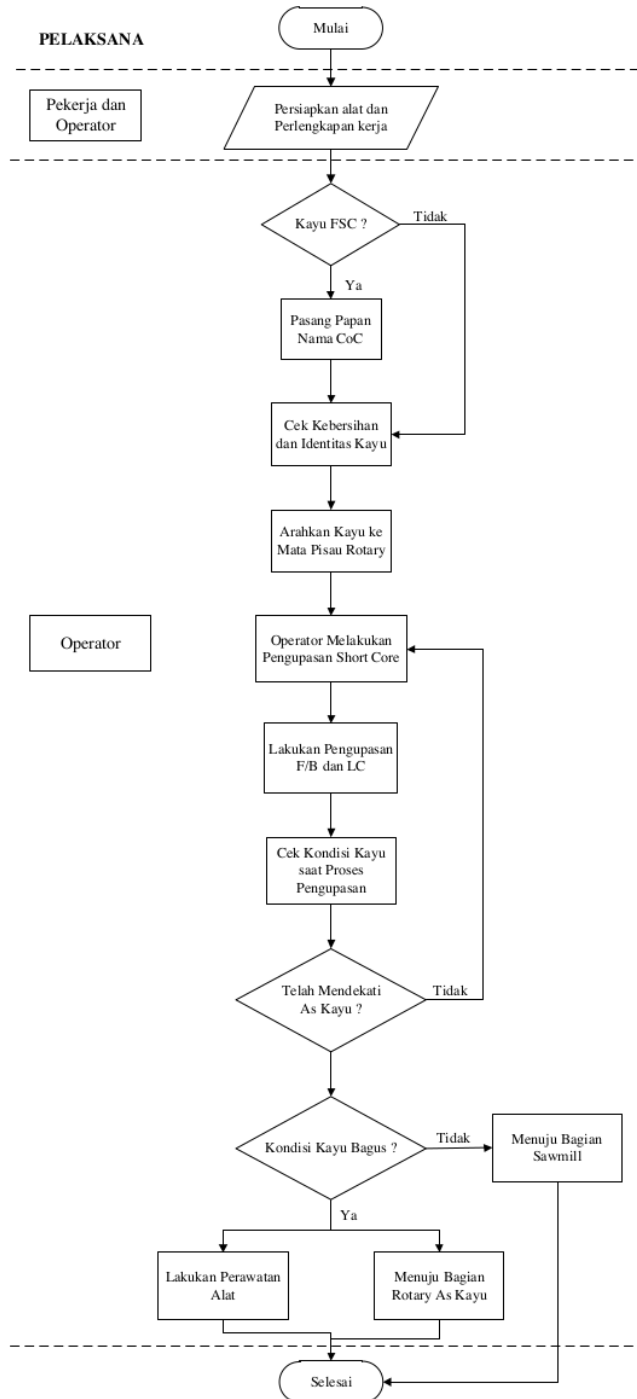 Mulai
PELAKSANA
Pekerja dan
Operator
Persiapkan alat dan
Perlengkapan kerja
Kayu FSC ?
Tidak
Ya
Pasang Papan
Nama CoC
Cek Kebersihan
dan Identitas Kayu
Arahkan Kayu ke
Mata Pisau Rotary
Operator
Operator Melakukan
Pengupasan Short Core
Lakukan Pengupasan
F/B dan LC
Cek Kondisi Kayu
saat Proses
Pengupasan
Telah Mendekati
As Kayu ?
Tidak
Kondisi Kayu Bagus ?
Tidak
Menuju Bagian
Sawmill
Ya
Lakukan Perawatan
Alat
Menuju Bagian
Rotary As Kayu
Selesai